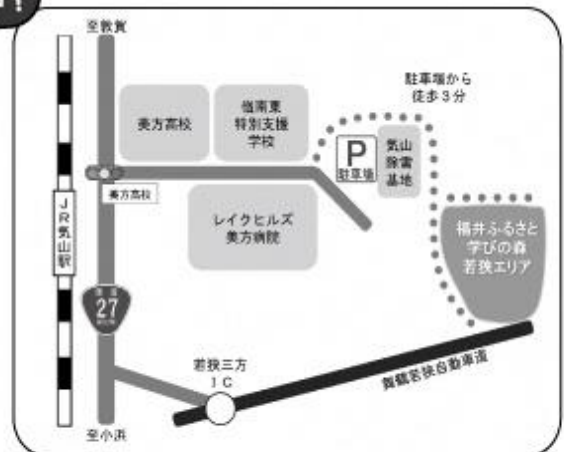 至敦賀
駐車場から
徒歩3分
美方高校
嶺南東
特別支援
学校
P
駐車場
気山
除雪
基地
美方高校
JR気山駅
レイクヒルズ
美方病院
福井ふるさと
学びの森
若狭エリア
27
若狭三方
IC
舞鶴若狭自動車道
至小浜